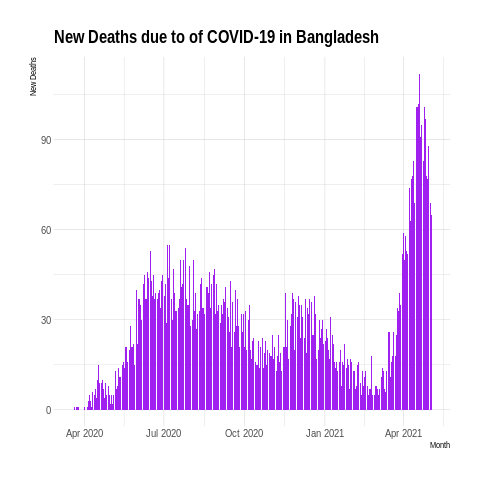 New Deaths due to of COVID-19 in Bangladesh
New Deaths
90
60
30
0
Apr 2020
Jul 2020
Oct 2020
Jan 2021
Apr 2021
Month